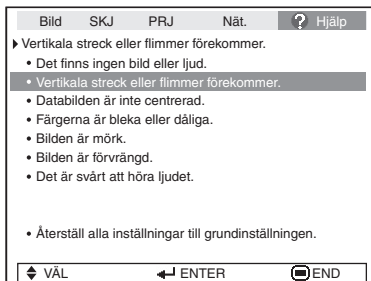 Bild SKJ PRJ Nät. ? Hjälp
Vertikala streck eller flimmer förekommer.
• Det finns ingen bild eller ljud.
• Vertikala streck eller flimmer förekommer.
• Databilden är inte centrerad.
• Färgerna är bleka eller dåliga.
• Bilden är mörk.
• Bilden är förvrängd.
• Det är svårt att höra ljudet.
• Återställ alla inställningar till grundinställningen.
VÄL ENTER END